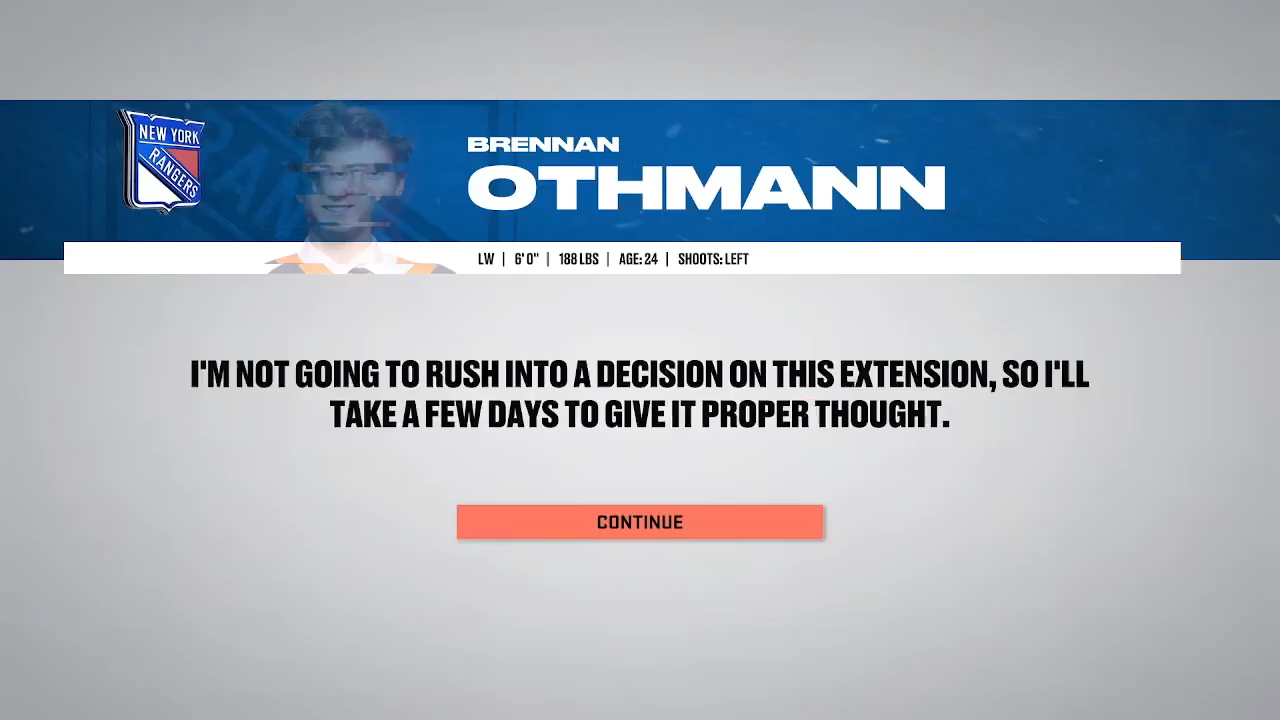 NEW YORK
RANGERS
BRENNAN
OTHMANN
LW | 6' 0" | 188 LBS | AGE: 24 | SHOOTS: LEFT
I'M NOT GOING TO RUSH INTO A DECISION ON THIS EXTENSION, SO I'LL
TAKE A FEW DAYS TO GIVE IT PROPER THOUGHT.
CONTINUE